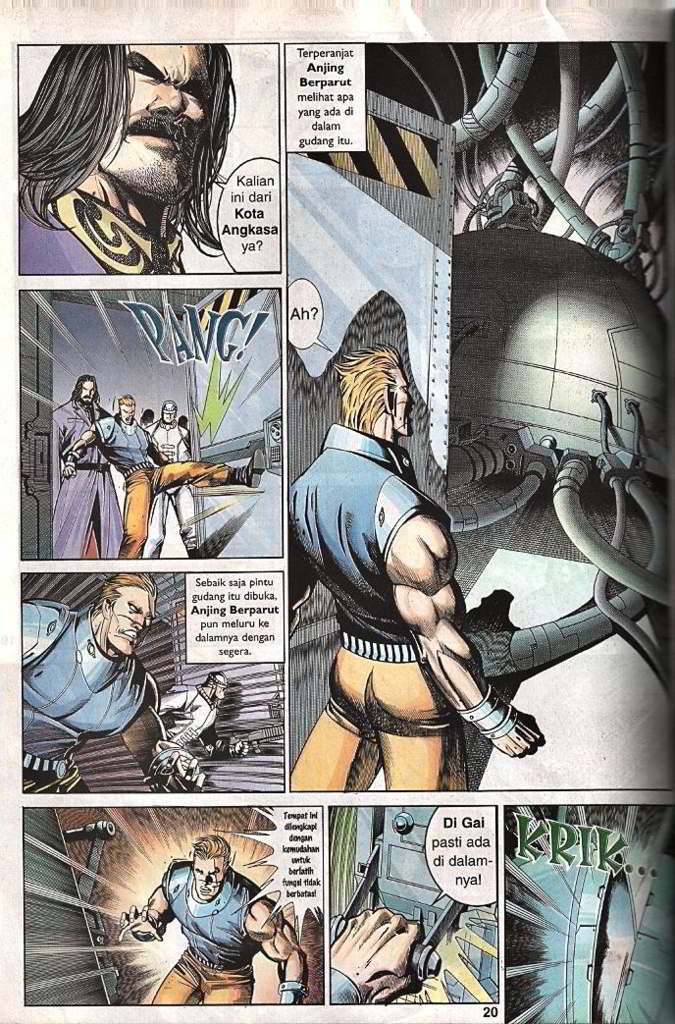 Kalian
ini dari
Kota
Angkasa
ya?
Terperanjat
Anjing
Berparut
melihat apa
yang ada di
dalam
gudang itu.
PANG!
Ah?
Sebaik saja pintu
gudang itu dibuka,
Anjing Berparut
pun meluru ke
dalamnya dengan
segera.
Tempat ini
dilengkapi
dengan
kemudahan
untuk
berlatih
fungsi tidak
berbatas!
Di Gai
pasti ada
di dalam-
nya!
KRIK...
20